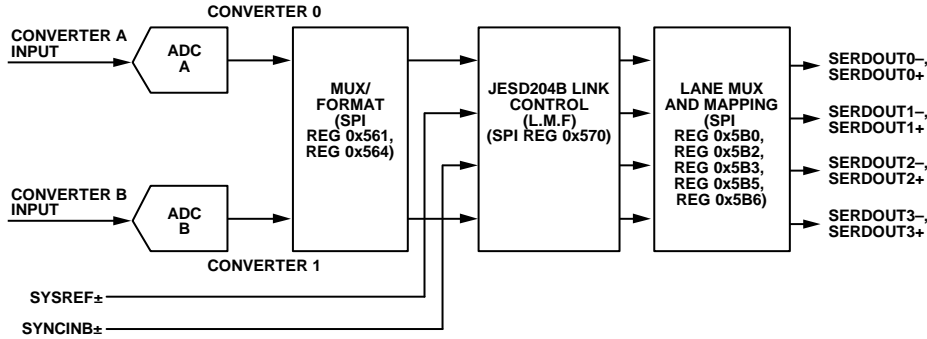 CONVERTER 0
CONVERTER A
INPUT
ADC
A
MUX/
FORMAT
(SPI
REG 0x561,
REG 0x564)
JESD204B LINK
CONTROL
(L.M.F)
(SPI REG 0x570)
LANE MUX
AND MAPPING
(SPI
REG 0x5B0,
REG 0x5B2,
REG 0x5B3,
REG 0x5B5,
REG 0x5B6)
SERDOUT0–,
SERDOUT0+
SERDOUT1–,
SERDOUT1+
SERDOUT2–,
SERDOUT2+
SERDOUT3–,
SERDOUT3+
CONVERTER B
INPUT
ADC
B
CONVERTER 1
SYSREF±
SYNCINB±